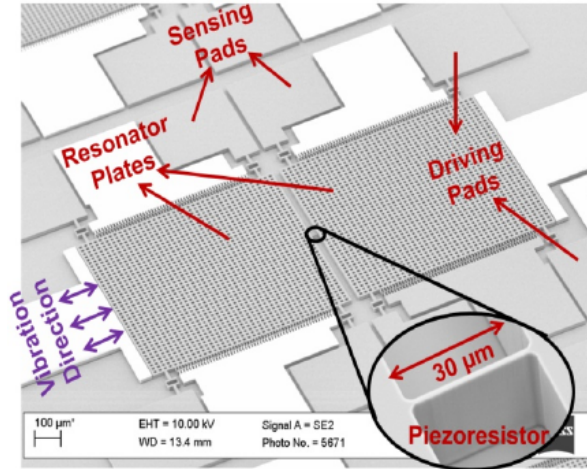 Sensing
Pads
Resonator
Plates
Driving
Pads
Vibration
Direction
30 µm
Piezoresistor
100 µm
EHT = 10.00 kV
WD = 13.4 mm
Signal A = SE2
Photo No. = 5671